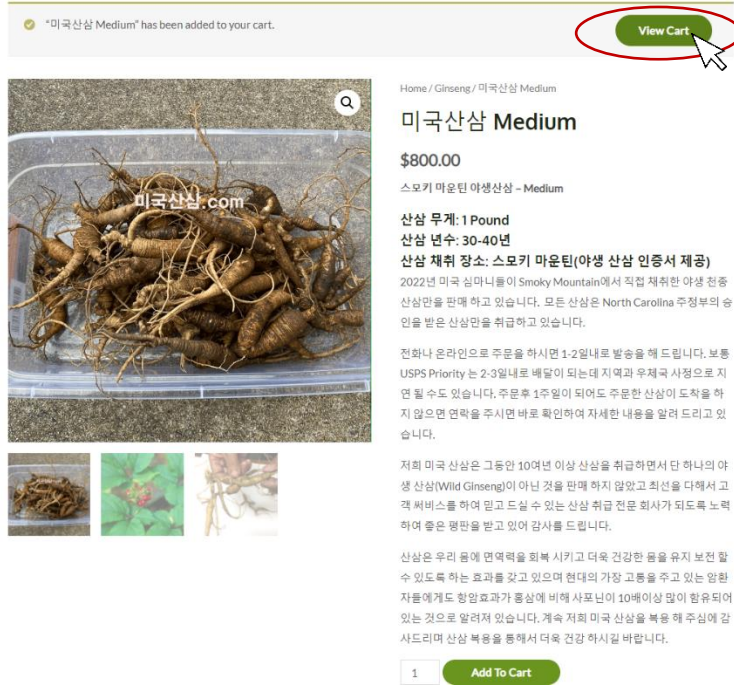 "미국산삼 Medium" has been added to your cart.
View Cart
미국산삼.com
Home / Ginseng / 미국산삼 Medium
미국산삼 Medium
$800.00
스모키 마운틴 야생산삼 – Medium
산삼 무게: 1 Pound
산삼 년수: 30-40년
산삼 채취 장소: 스모키 마운틴(야생 산삼 인증서 제공)
2022년 미국 심마니들이 Smoky Mountain에서 직접 채취한 야생 천종
산삼만을 판매 하고 있습니다. 모든 산삼은 North Carolina 주정부의 승
인을 받은 산삼만을 취급하고 있습니다.
전화나 온라인으로 주문을 하시면 1-2일내로 발송을 해 드립니다. 보통
USPS Priority 는 2-3일내로 배달이 되는데 지역과 우체국 사정으로 지
연 될 수도 있습니다. 주문후 1주일이 되어도 주문한 산삼이 도착을 하
지 않으면 연락을 주시면 바로 확인하여 자세한 내용을 알려 드리고 있
습니다.
저희 미국 산삼은 그동안 10여년 이상 산삼을 취급하면서 단 하나의 야
생 산삼(Wild Ginseng)이 아닌 것을 판매 하지 않았고 최선을 다해서 고
객 써비스를 하여 믿고 드실 수 있는 산삼 취급 전문 회사가 되도록 노력
하여 좋은 평판을 받고 있어 감사를 드립니다.
산삼은 우리 몸에 면역력을 회복 시키고 더욱 건강한 몸을 유지 보전 할
수 있도록 하는 효과를 갖고 있으며 현대의 가장 고통을 주고 있는 암환
자들에게도 항암효과가 홍삼에 비해 사포닌이 10배이상 많이 함유되어
있는 것으로 알려져 있습니다. 계속 저희 미국 산삼을 복용 해 주심에 감
사드리며 산삼 복용을 통해서 더욱 건강 하시길 바랍니다.
1
Add To Cart